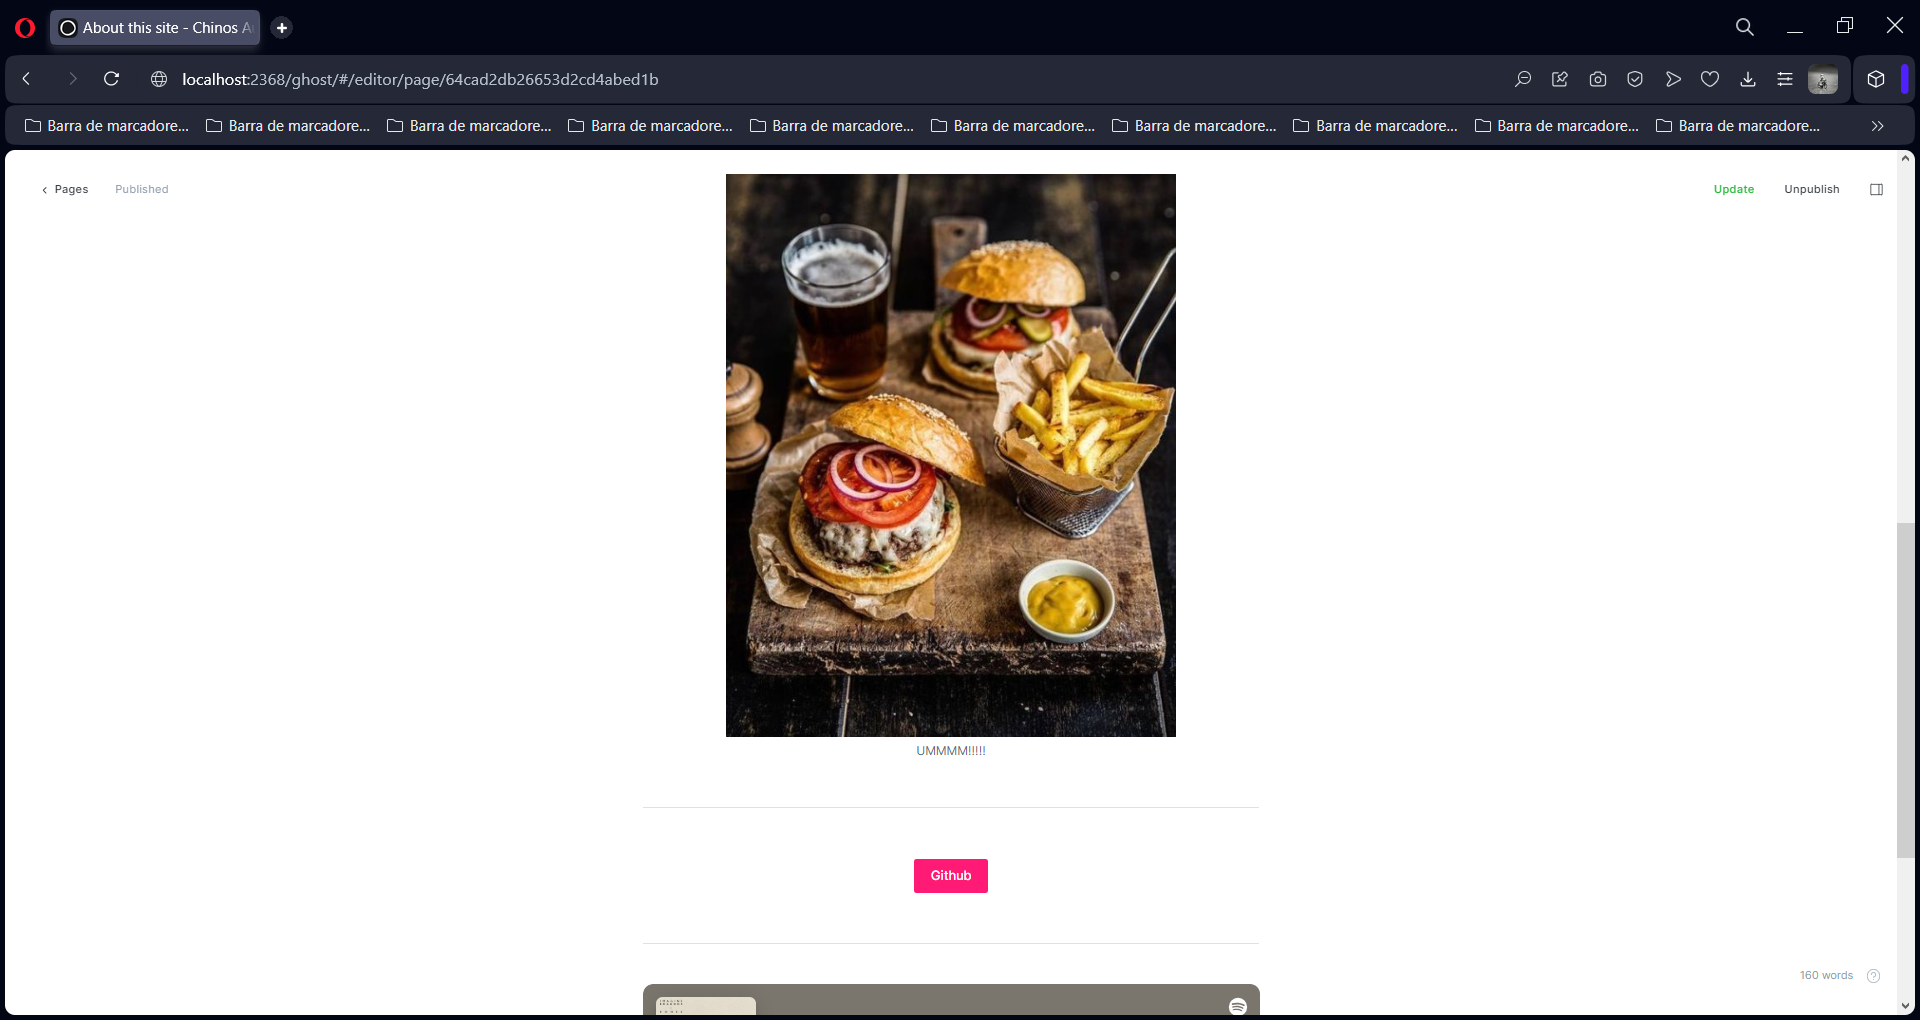 About this site - Chinos A
localhost:2368/ghost/#/editor/page/64cad2db26653d2cd4abed1b
Barra de marcadore... Barra de marcadore... Barra de marcadore... Barra de marcadore... Barra de marcadore... Barra de marcadore... Barra de marcadore... Barra de marcadore... Barra de marcadore... Barra de marcadore...
Pages Published Update Unpublish
UMMMM!!!!!
Github
160 words